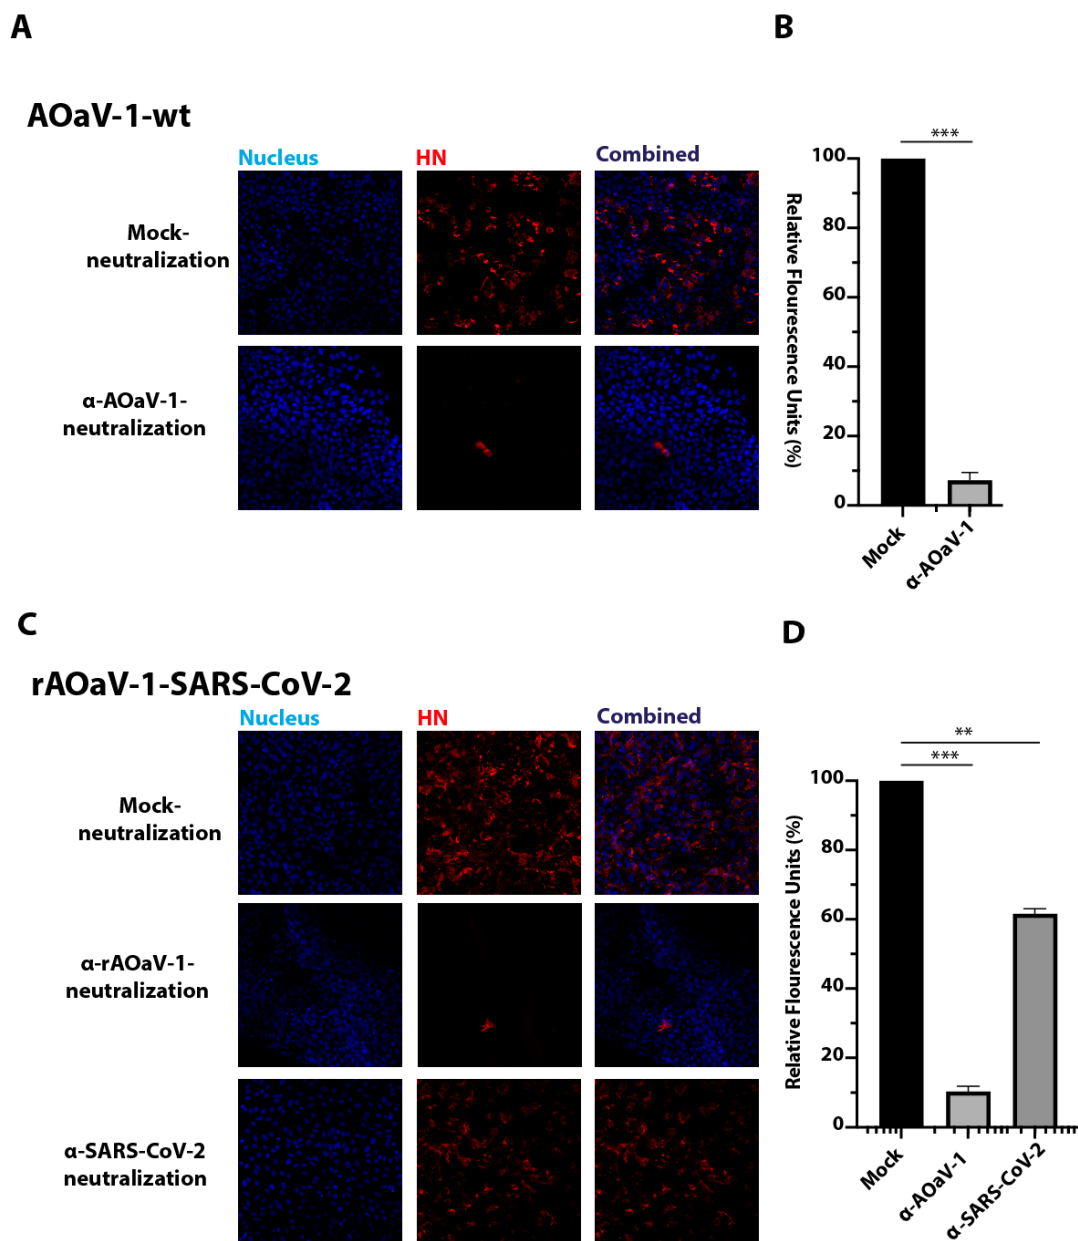 A
B
AOaV-1-wt
Nucleus
HN
Combined
Mock-
neutralization
α-AOaV-1-
neutralization
***
100
80
60
40
20
0
Relative Flourescence Units (%)
Mock
α-AOaV-1
C
D
rAOaV-1-SARS-CoV-2
Nucleus
HN
Combined
Mock-
neutralization
α-rAOaV-1-
neutralization
α-SARS-CoV-2
neutralization
**
***
100
80
60
40
20
0
Relative Flourescence Units (%)
Mock
α-AOaV-1
α-SARS-CoV-2